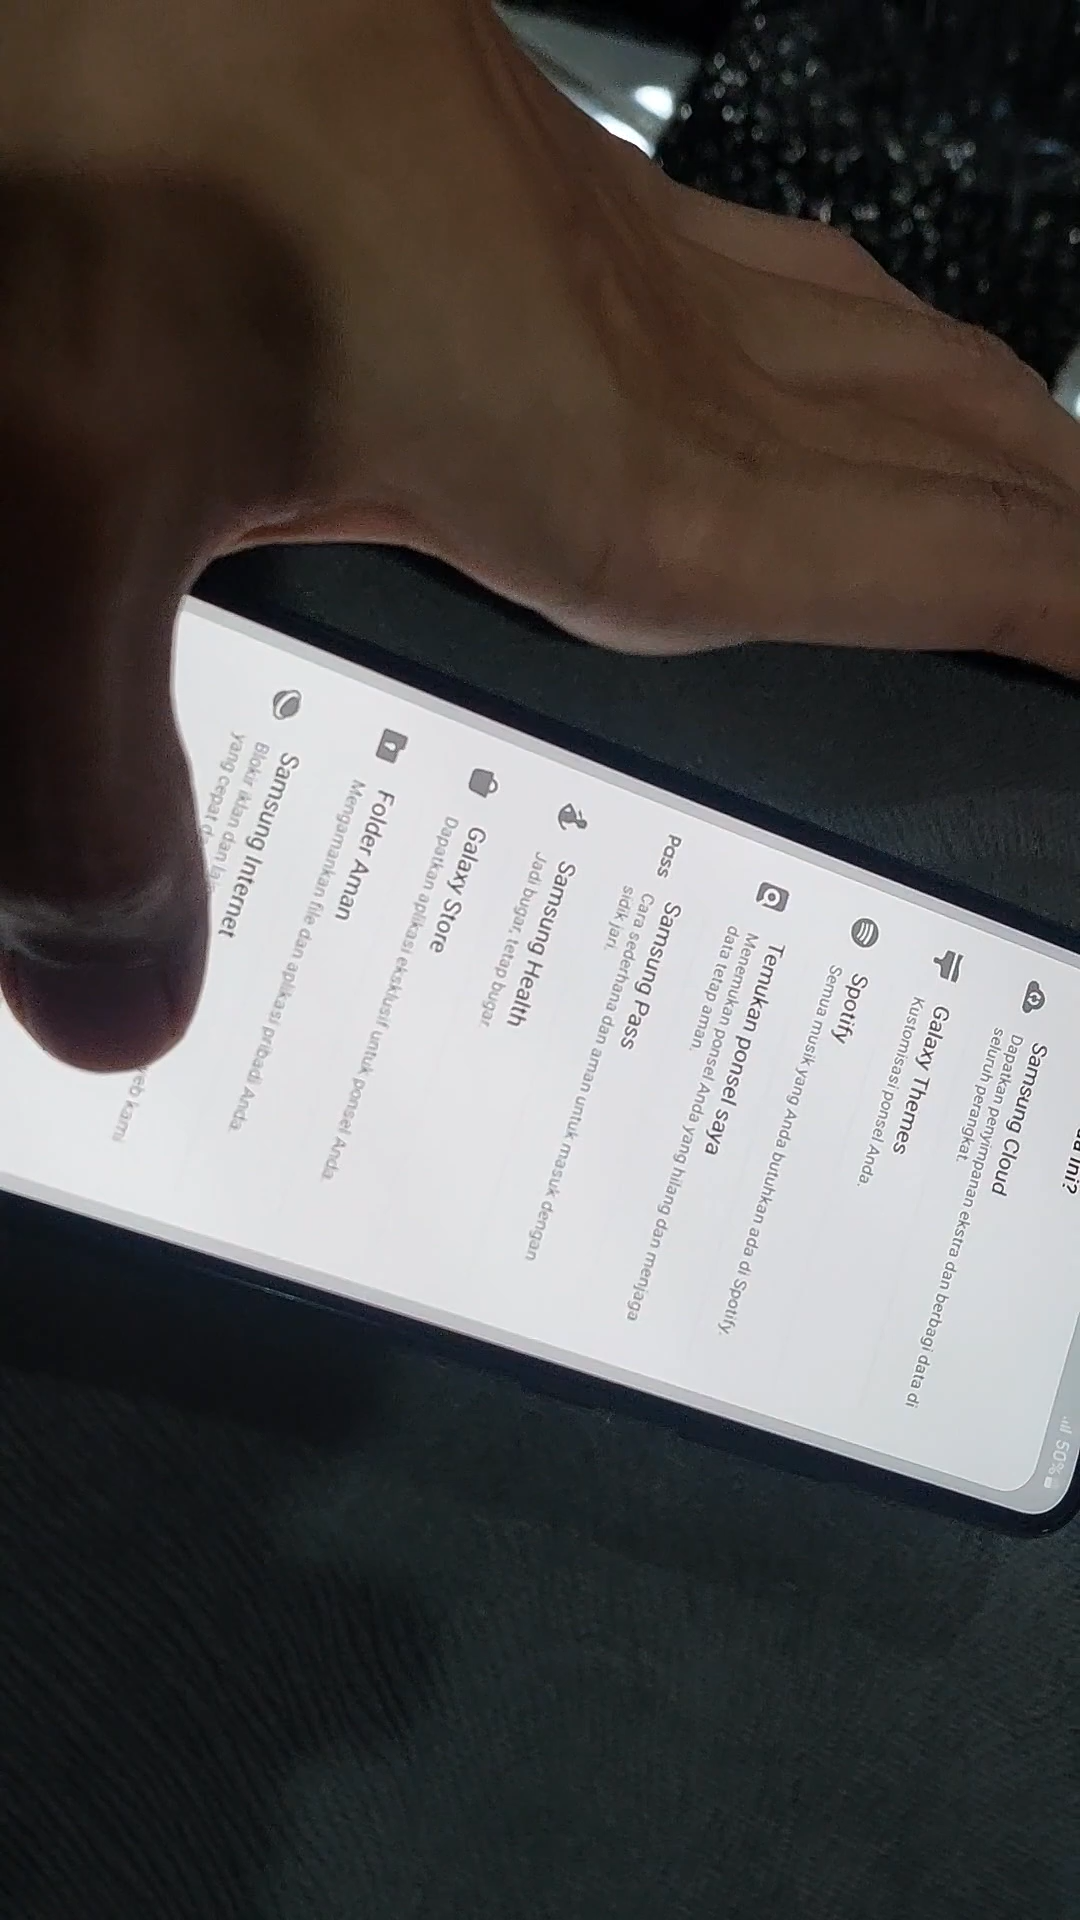 50%
ini?
Samsung Cloud
Dapatkan penyimpanan ekstra dan berbagi data di
seluruh perangkat.
Galaxy Themes
Kustomisasi ponsel Anda.
Spotify
Semua musik yang Anda butuhkan ada di Spotify.
Temukan ponsel saya
Menemukan ponsel Anda yang hilang dan menjaga
data tetap aman.
Pass
Samsung Pass
Cara sederhana dan aman untuk masuk dengan
sidik jari.
Samsung Health
Jadi bugar, tetap bugar.
Galaxy Store
Dapatkan aplikasi eksklusif untuk ponsel Anda.
Folder Aman
Mengamankan file dan aplikasi pribadi Anda.
Samsung Internet
Blokir iklan dan
kami
yang cepat